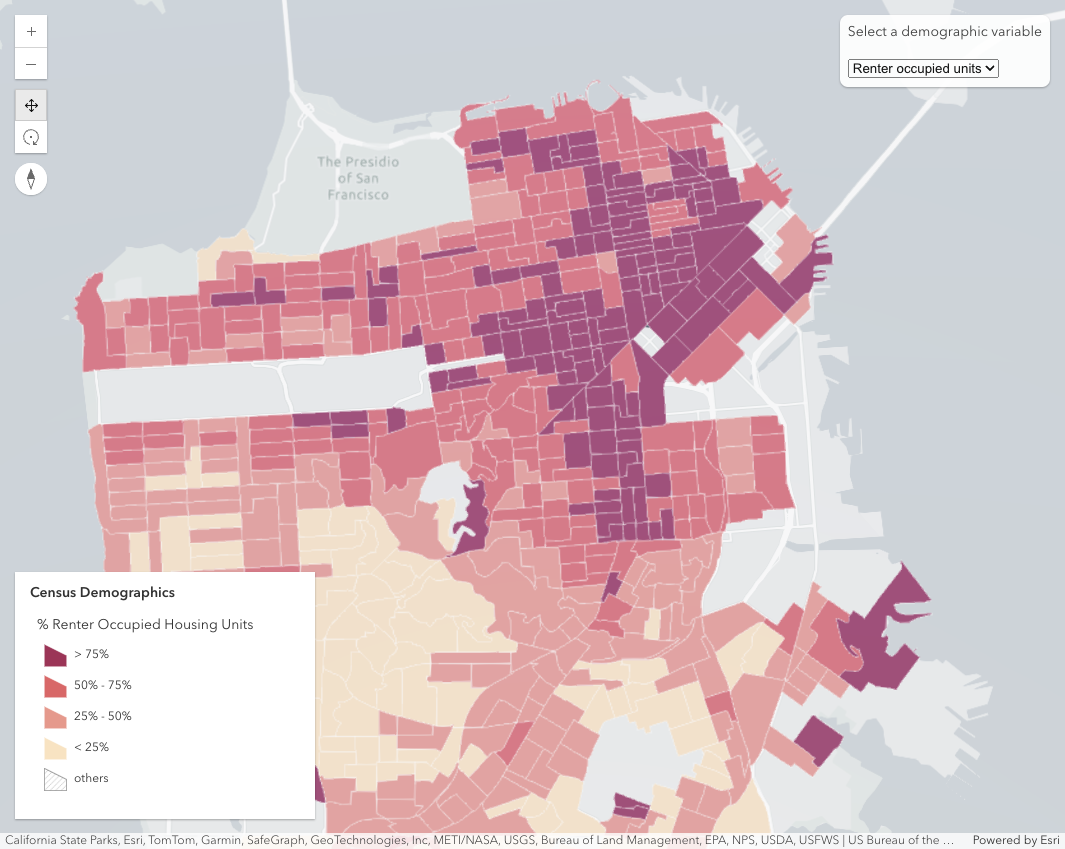 Select a demographic variable
Renter occupied units
The Presidio
of San
Francisco
Census Demographics
% Renter Occupied Housing Units
> 75%
50% - 75%
25% - 50%
< 25%
others
California State Parks, Esri, TomTom, Garmin, SafeGraph, GeoTechnologies, Inc, METI/NASA, USGS, Bureau of Land Management, EPA, NPS, USDA, USFWS | US Bureau of the ...
Powered by Esri